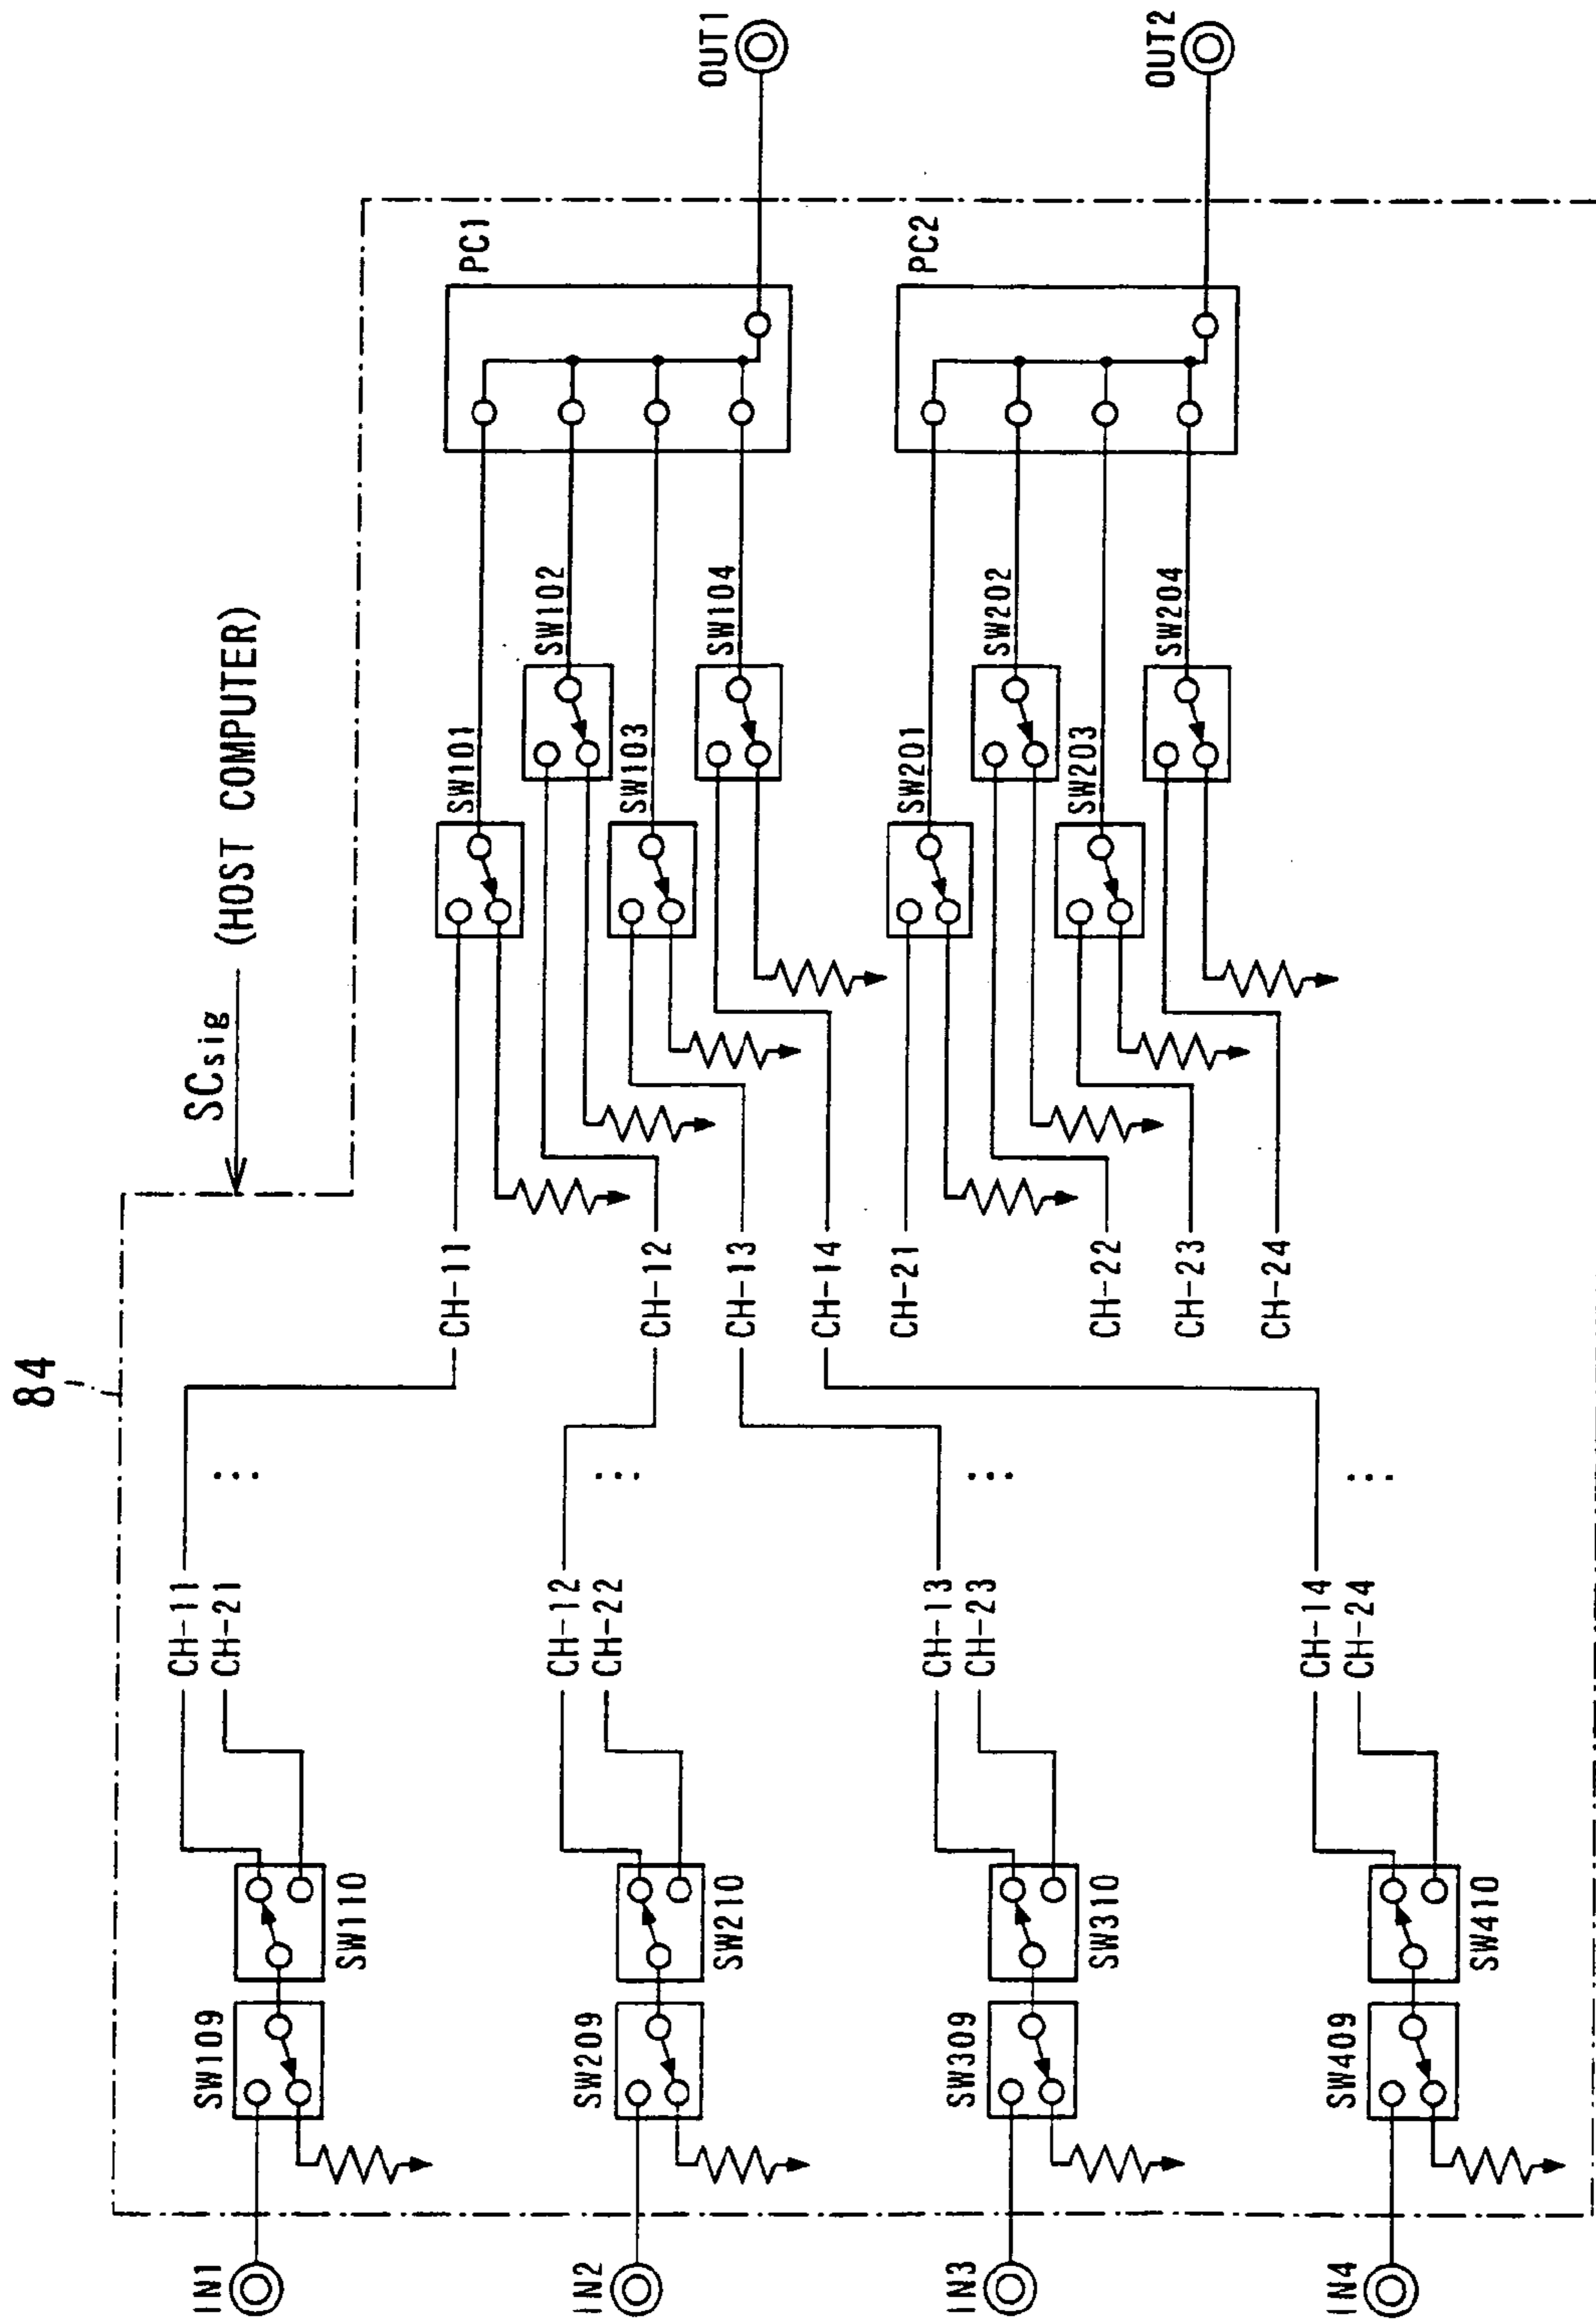 84
SCsig (HOST COMPUTER)
IN1
SW109
SW110
CH-11
CH-21
...
CH-11
SW101
PC1
OUT1
SW102
IN2
SW209
SW210
CH-12
CH-22
...
CH-12
SW103
CH-13
SW104
CH-14
IN3
SW309
SW310
CH-13
CH-23
...
CH-21
SW201
PC2
OUT2
SW202
CH-22
SW203
CH-23
SW204
CH-24
IN4
SW409
SW410
CH-14
CH-24
...